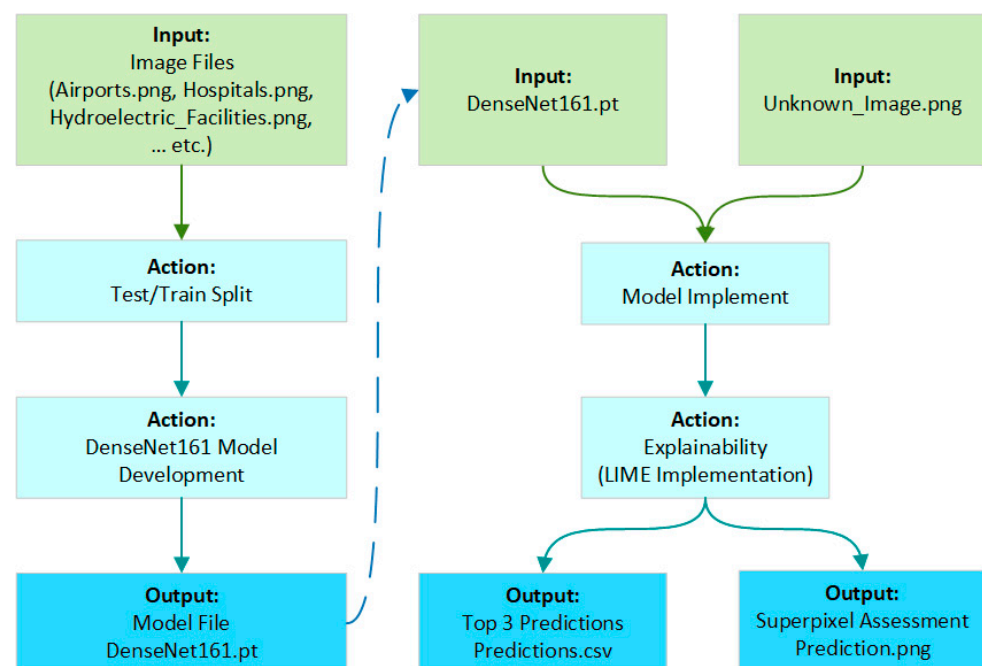 Input:
Image Files
(Airports.png, Hospitals.png,
Hydroelectric_Facilities.png,
... etc.)
Action:
Test/Train Split
Action:
DenseNet161 Model
Development
Output:
Model File
DenseNet161.pt
Input:
DenseNet161.pt
Input:
Unknown_Image.png
Action:
Model Implement
Action:
Explainability
(LIME Implementation)
Output:
Top 3 Predictions
Predictions.csv
Output:
Superpixel Assessment
Prediction.png